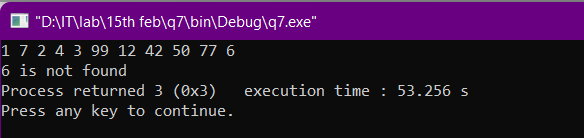 "D:\IT\lab\15th feb\q7\bin\Debug\q7.exe"
1 7 2 4 3 99 12 42 50 77 6
6 is not found
Process returned 3 (0x3)   execution time : 53.256 s
Press any key to continue.